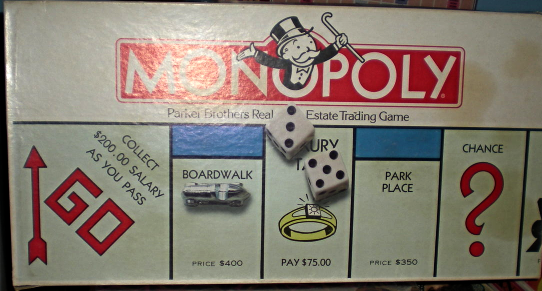 MONOPOLY
Parker Brothers Real Estate Trading Game
COLLECT
$200.00 SALARY
AS YOU PASS
GO
BOARDWALK
PRICE $400
PAY $75.00
PARK
PLACE
PRICE $350
CHANCE
?